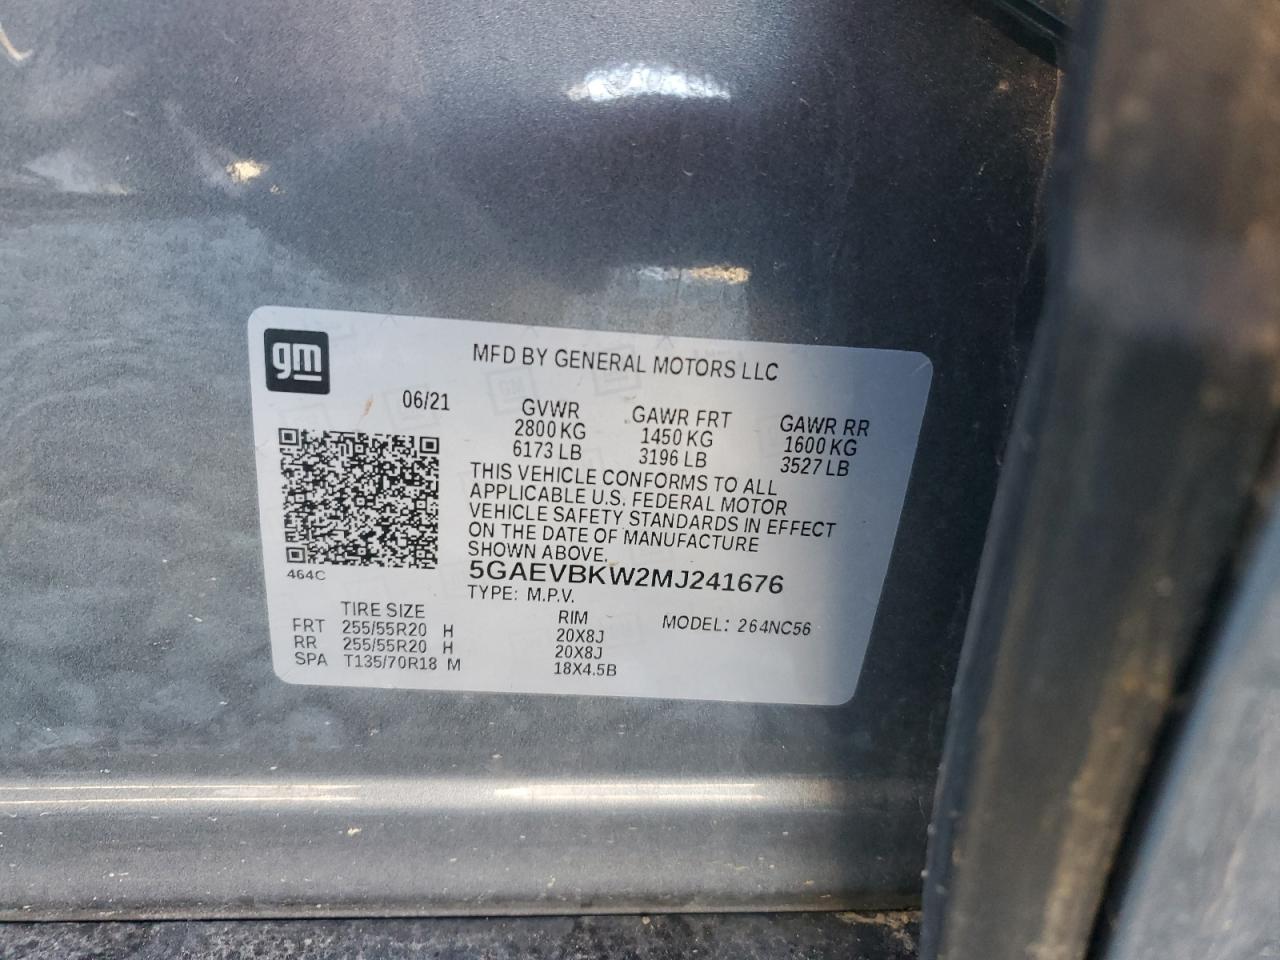 gm
MFD BY GENERAL MOTORS LLC
06/21
GVWR GAWR FRT GAWR RR
2800 KG 1450 KG 1600 KG
6173 LB 3196 LB 3527 LB
THIS VEHICLE CONFORMS TO ALL
APPLICABLE U.S. FEDERAL MOTOR
VEHICLE SAFETY STANDARDS IN EFFECT
ON THE DATE OF MANUFACTURE
SHOWN ABOVE.
464C
5GAEVBKW2MJ241676
TYPE: M.P.V.
TIRE SIZE RIM MODEL: 264NC56
FRT 255/55R20 H 20X8J
RR 255/55R20 H 20X8J
SPA T135/70R18 M 18X4.5B